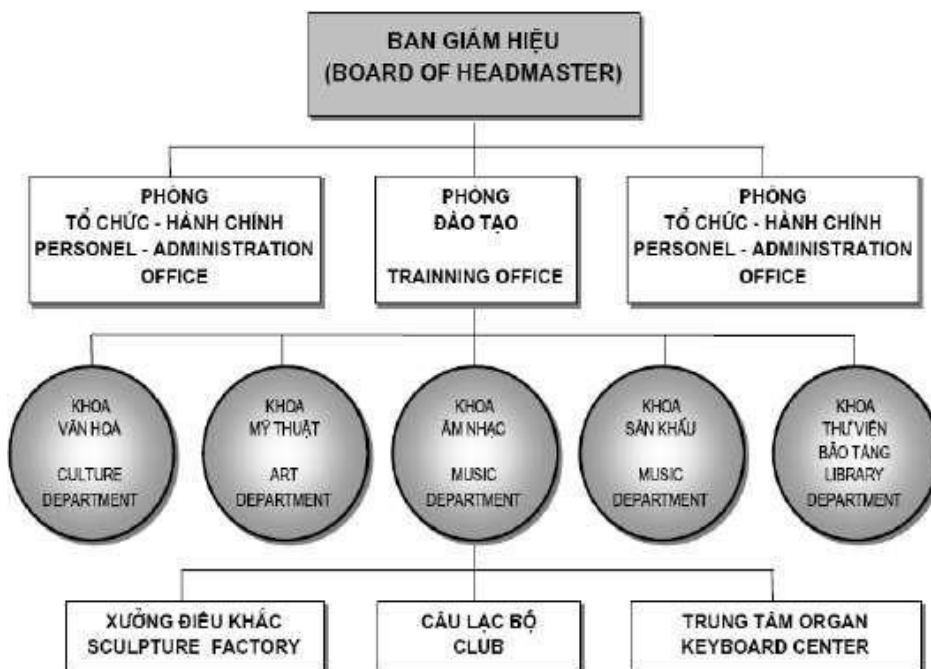 BAN GIÁM HIỆU
(BOARD OF HEADMASTER)
PHÒNG
TỔ CHỨC - HÀNH CHÍNH
PERSONEL - ADMINISTRATION
OFFICE
PHÒNG
ĐÀO TẠO
TRAINNING OFFICE
PHÒNG
TỔ CHỨC - HÀNH CHÍNH
PERSONEL - ADMINISTRATION
OFFICE
KHOA
VĂN HOÁ
CULTURE
DEPARTMENT
KHOA
MỸ THUẬT
ART
DEPARTMENT
KHOA
ÂM NHẠC
MUSIC
DEPARTMENT
KHOA
SÂN KHẤU
MUSIC
DEPARTMENT
KHOA
THƯ VIỆN
BẢO TÀNG
LIBRARY
DEPARTMENT
XƯỞNG ĐIÊU KHẮC
SCULPTURE FACTORY
CÂU LẠC BỘ
CLUB
TRUNG TÂM ORGAN
KEYBOARD CENTER